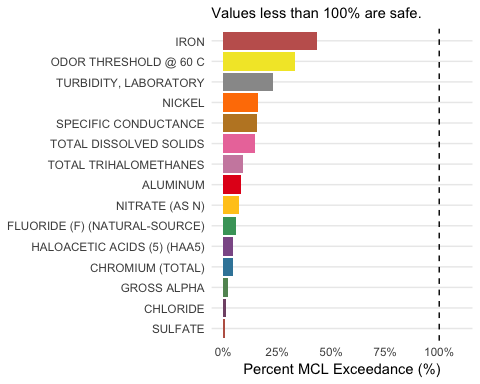 Values less than 100% are safe.
IRON
ODOR THRESHOLD @ 60 C
TURBIDITY, LABORATORY
NICKEL
SPECIFIC CONDUCTANCE
TOTAL DISSOLVED SOLIDS
TOTAL TRIHALOMETHANES
ALUMINUM
NITRATE (AS N)
FLUORIDE (F) (NATURAL-SOURCE)
HALOACETIC ACIDS (5) (HAA5)
CHROMIUM (TOTAL)
GROSS ALPHA
CHLORIDE
SULFATE
0% 25% 50% 75% 100%
Percent MCL Exceedance (%)